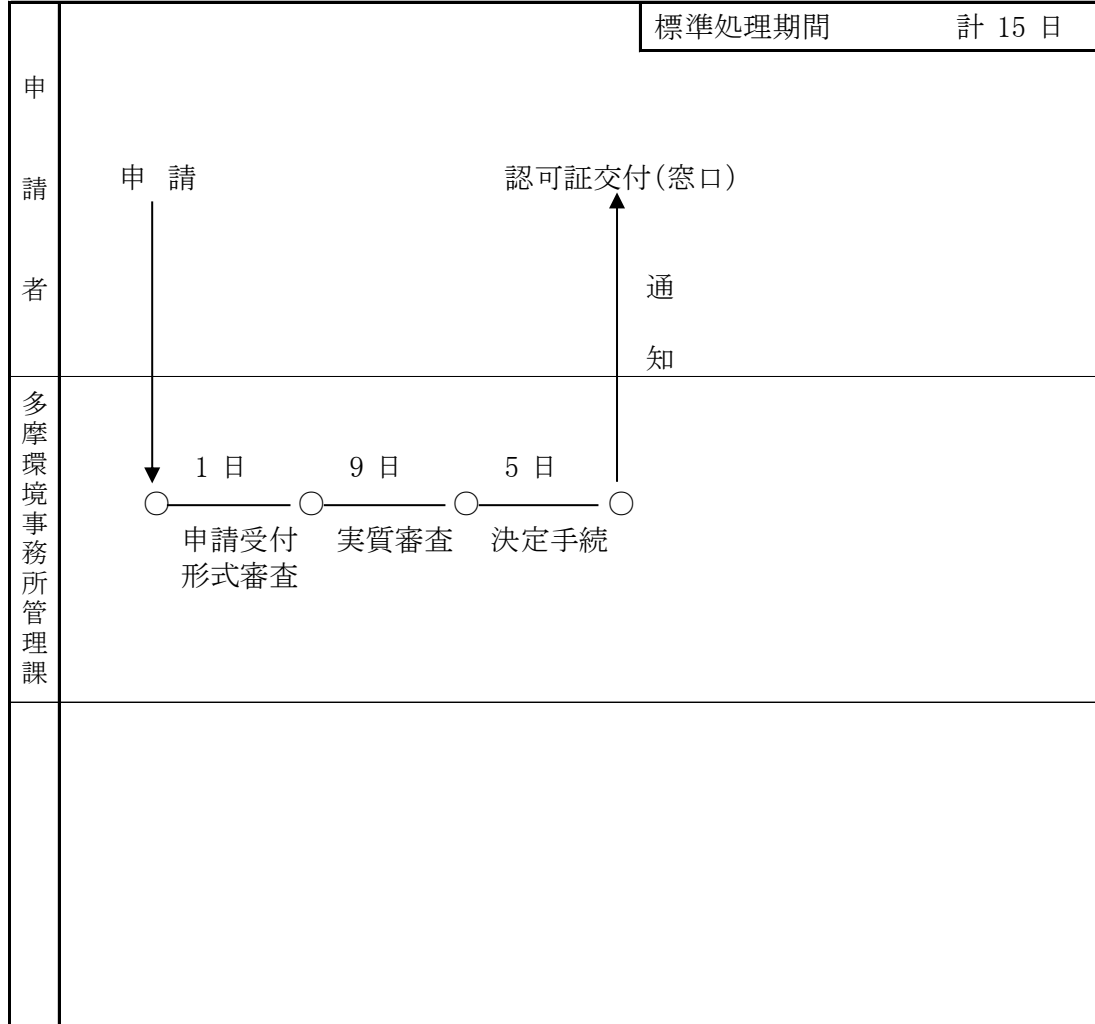 標準処理期間 計 15 日
申請者
申 請
認可証交付(窓口)
通知
多摩環境事務所管理課
1 日
9 日
5 日
申請受付
形式審査
実質審査
決定手続